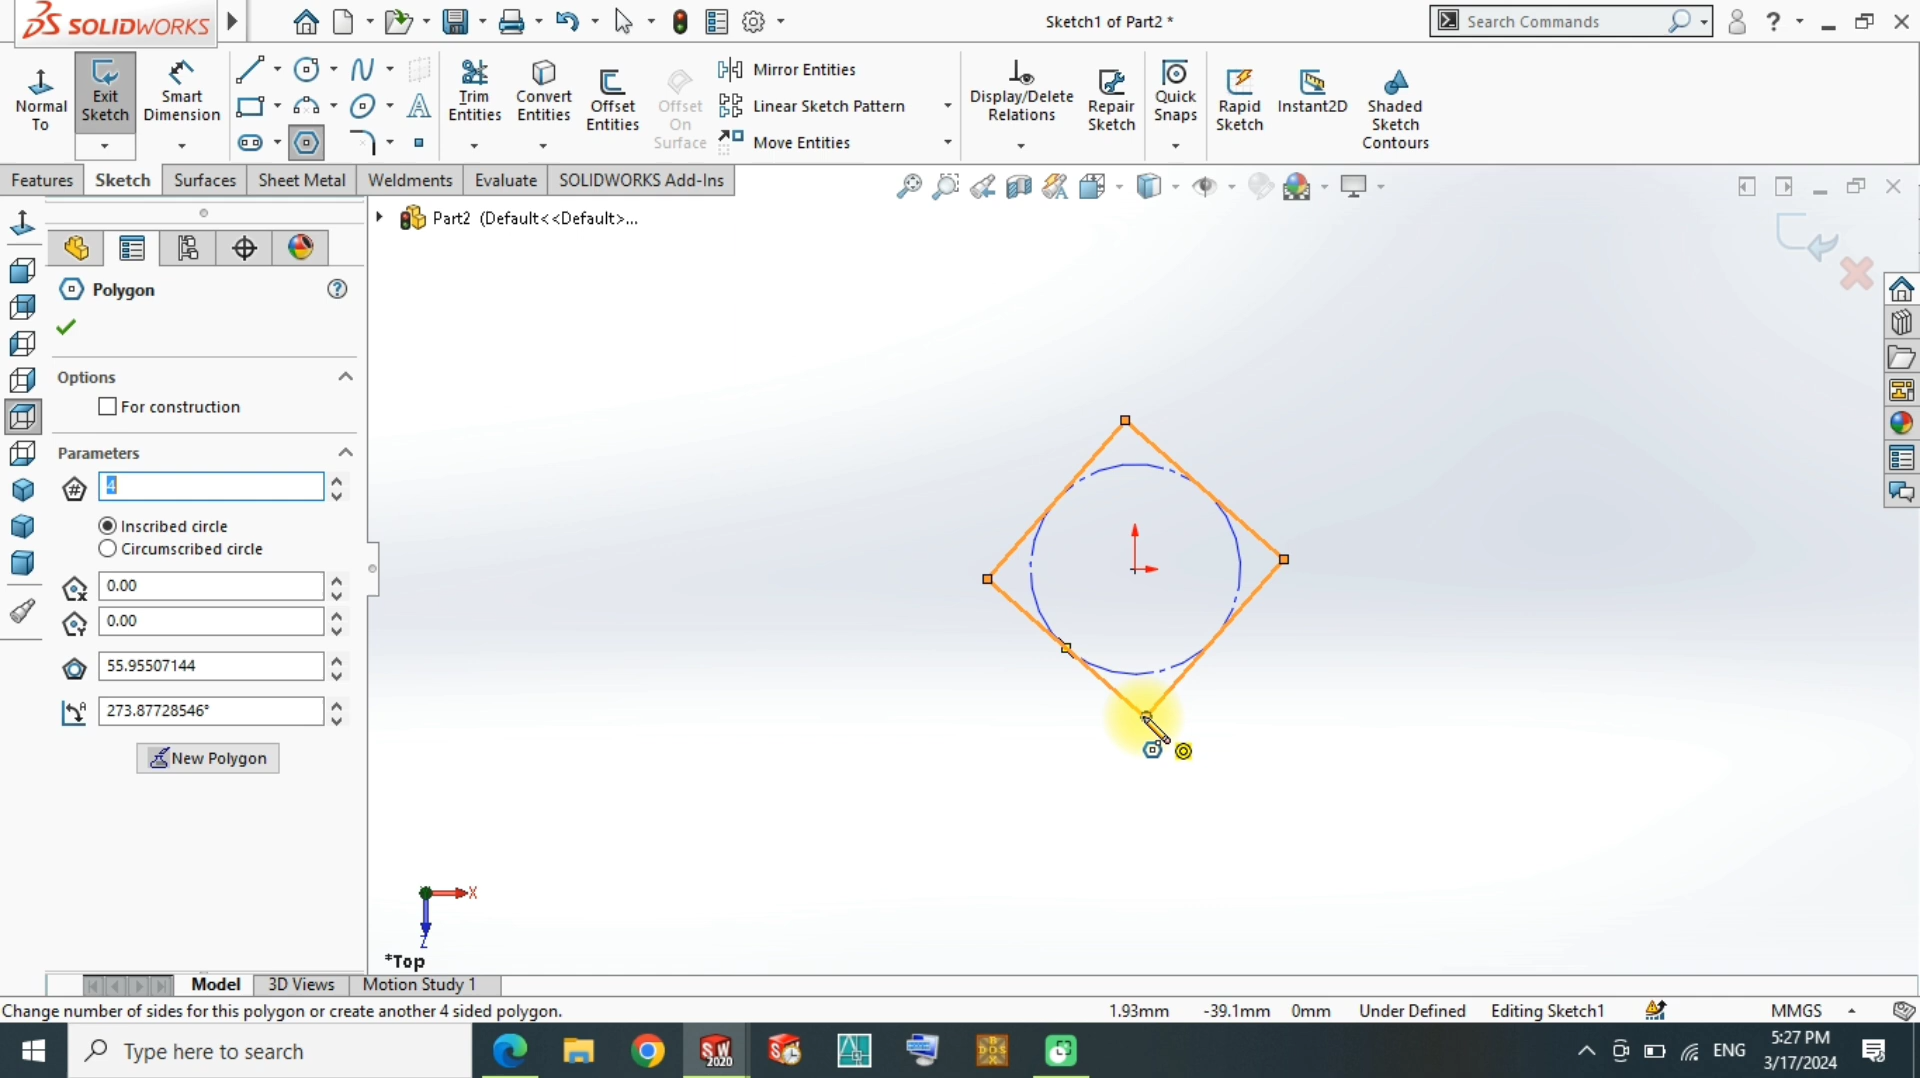 SOLIDWORKS
Sketch1 of Part2 *
Search Commands
Normal To
Exit Sketch
Smart Dimension
Trim Entities
Convert Entities
Offset Entities
Offset On Surface
Mirror Entities
Linear Sketch Pattern
Move Entities
Display/Delete Relations
Repair Sketch
Quick Snaps
Rapid Sketch
Instant2D
Shaded Sketch Contours
Features
Sketch
Surfaces
Sheet Metal
Weldments
Evaluate
SOLIDWORKS Add-Ins
Part2 (Default<<Default>...
Polygon
Options
For construction
Parameters
4
Inscribed circle
Circumscribed circle
0.00
0.00
55.95507144
273.87728546°
New Polygon
X
Z
*Top
Model
3D Views
Motion Study 1
Change number of sides for this polygon or create another 4 sided polygon.
1.93mm
-39.1mm
0mm
Under Defined
Editing Sketch1
MMGS
Type here to search
SW 2020
DOS
ENG
5:27 PM
3/17/2024